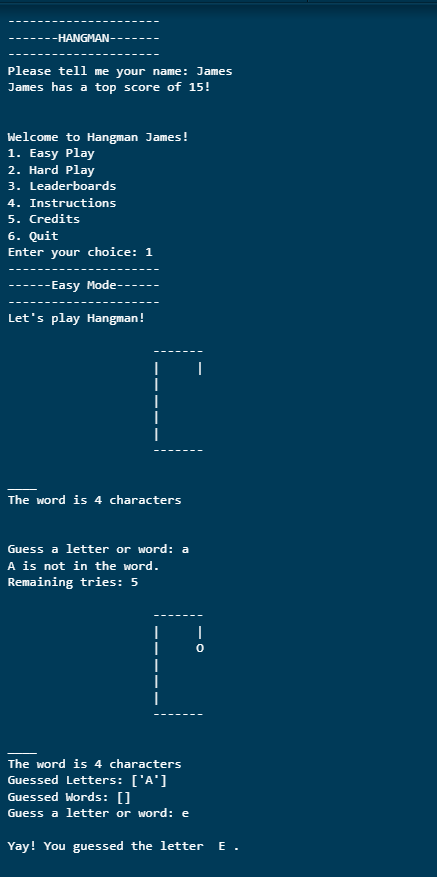 ---------------------
-------HANGMAN-------
---------------------
Please tell me your name: James
James has a top score of 15!
Welcome to Hangman James!
1. Easy Play
2. Hard Play
3. Leaderboards
4. Instructions
5. Credits
6. Quit
Enter your choice: 1
---------------------
------Easy Mode------
---------------------
Let's play Hangman!
                    -------
                    |     |
                    |
                    |
                    |
                    |
                    -------
____
The word is 4 characters
Guess a letter or word: a
A is not in the word.
Remaining tries: 5
                    -------
                    |     |
                    |     O
                    |
                    |
                    |
                    -------
____
The word is 4 characters
Guessed Letters: ['A']
Guessed Words: []
Guess a letter or word: e
Yay! You guessed the letter  E .